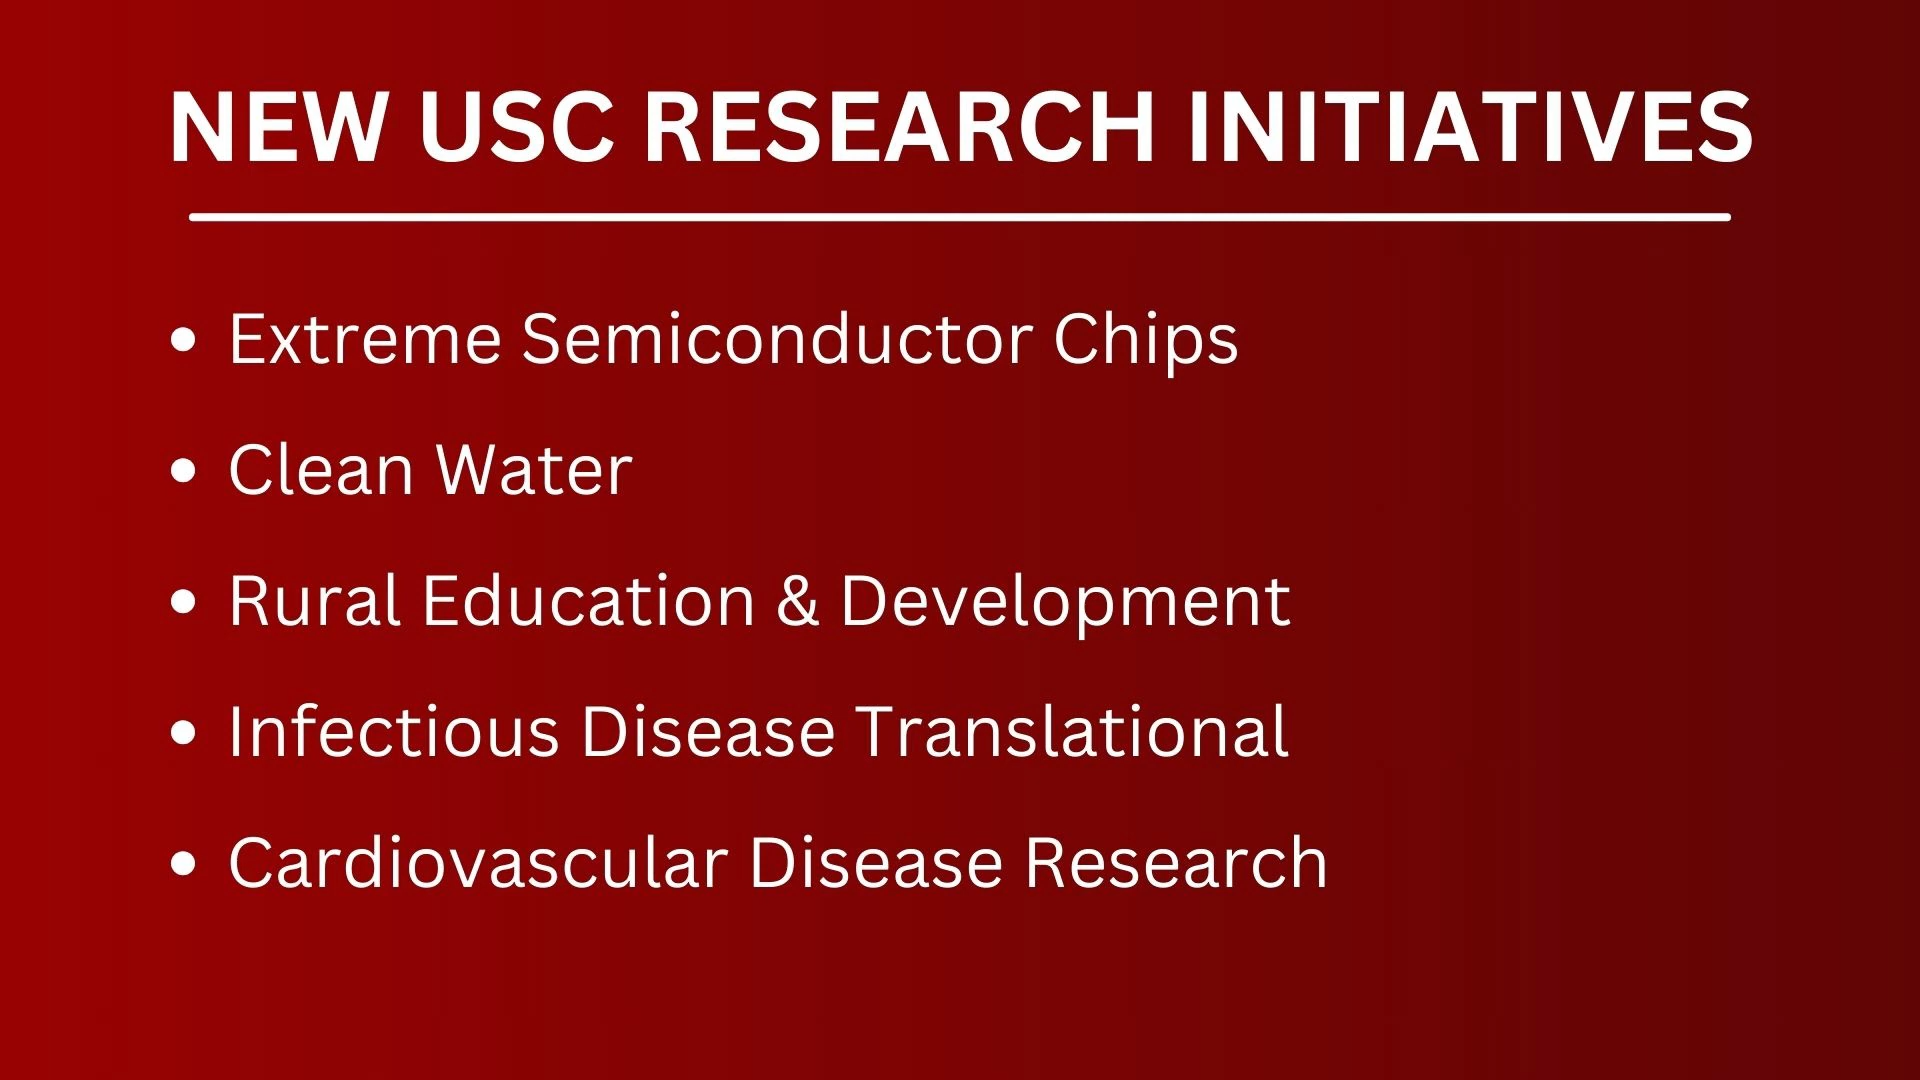 NEW USC RESEARCH INITIATIVES
• Extreme Semiconductor Chips
• Clean Water
• Rural Education & Development
• Infectious Disease Translational
• Cardiovascular Disease Research